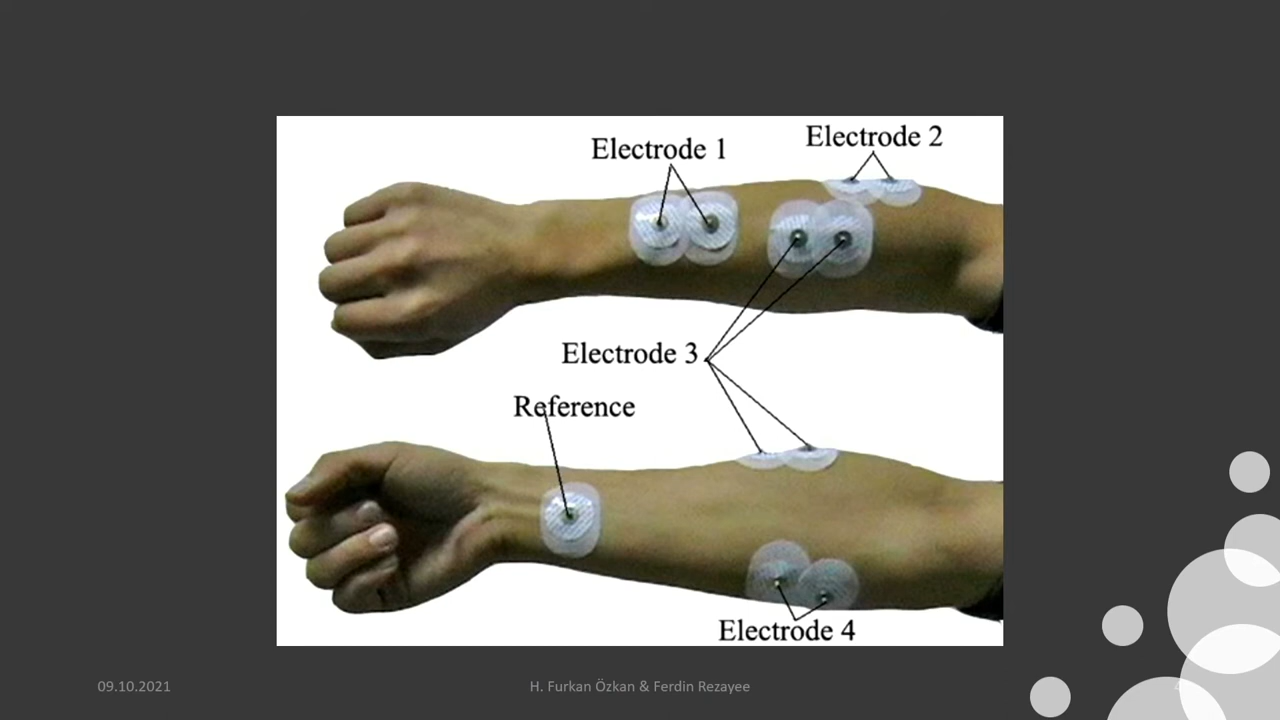 Electrode 1
Electrode 2
Electrode 3
Reference
Electrode 4
09.10.2021
H. Furkan Özkan & Ferdin Rezayee